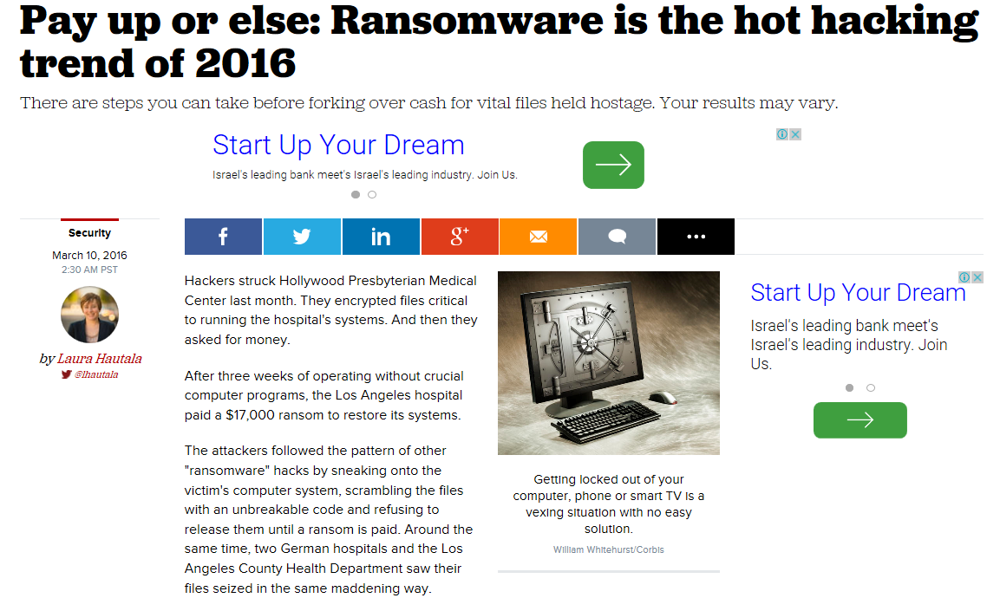 Pay up or else: Ransomware is the hot hacking
trend of 2016
There are steps you can take before forking over cash for vital files held hostage. Your results may vary.
Start Up Your Dream
Israel's leading bank meet's Israel's leading industry. Join Us.
Security
March 10, 2016
2:30 AM PST
by Laura Hautala
@lhautala
f
in
g+
Hackers struck Hollywood Presbyterian Medical
Center last month. They encrypted files critical
to running the hospital's systems. And then they
asked for money.
After three weeks of operating without crucial
computer programs, the Los Angeles hospital
paid a $17,000 ransom to restore its systems.
The attackers followed the pattern of other
"ransomware" hacks by sneaking onto the
victim's computer system, scrambling the files
with an unbreakable code and refusing to
release them until a ransom is paid. Around the
same time, two German hospitals and the Los
Angeles County Health Department saw their
files seized in the same maddening way.
Getting locked out of your
computer, phone or smart TV is a
vexing situation with no easy
solution.
William Whitehurst/Corbis
Start Up Your Dream
Israel's leading bank meet's
Israel's leading industry. Join
Us.